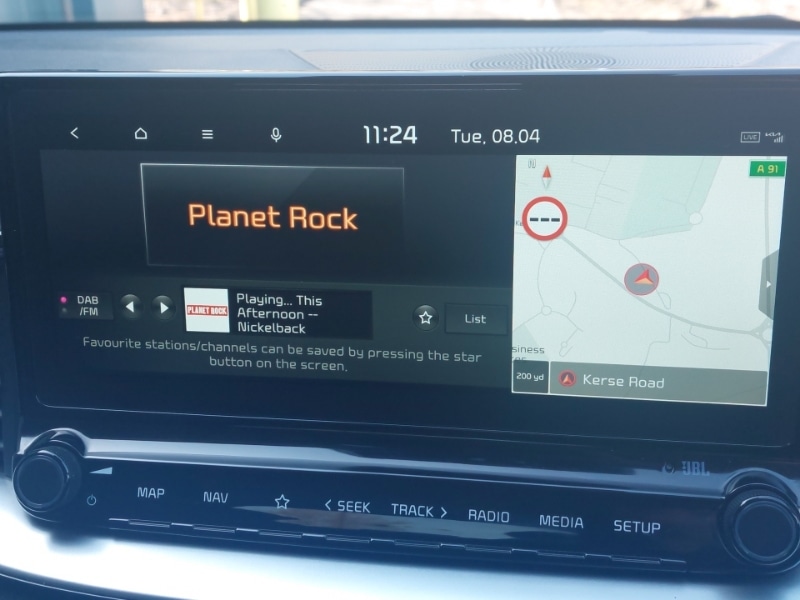 11:24
Tue, 08.04
LIVE
Planet Rock
N
A 91
DAB
/FM
PLANET ROCK
Playing... This
Afternoon --
Nickelback
List
Favourite stations/channels can be saved by pressing the star
button on the screen.
siness
200 yd
Kerse Road
JBL
MAP
NAV
< SEEK
TRACK >
RADIO
MEDIA
SETUP